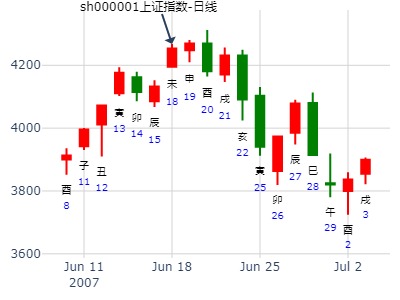 sh000001上证指数-日线
4200
4000
3800
3600
酉
8
子
11
丑
12
寅
13
卯
14
辰
15
未
18
申
19
酉
20
戌
21
亥
22
寅
25
卯
26
辰
27
巳
28
午
29
酉
2
戌
3
Jun 11
2007
Jun 18
Jun 25
Jul 2